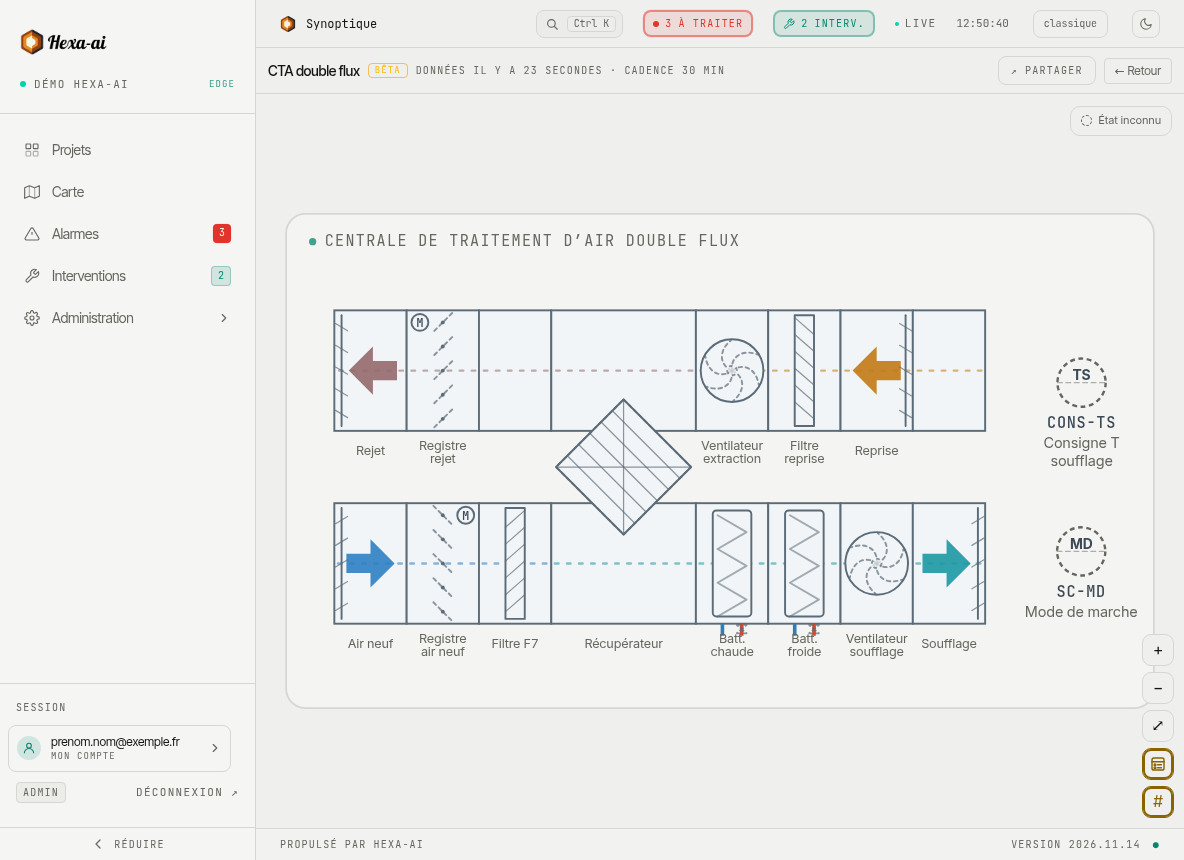 Hexa-ai
DÉMO HEXA-AI
EDGE
Projets
Carte
Alarmes
3
Interventions
2
Administration
SESSION
prenom.nom@exemple.fr
MON COMPTE
ADMIN
DÉCONNEXION ↗
RÉDUIRE
Synoptique
Ctrl K
3 À TRAITER
2 INTERV.
LIVE
12:50:40
classique
CTA double flux
BÊTA
DONNÉES IL Y A 23 SECONDES · CADENCE 30 MIN
↗ PARTAGER
← Retour
État inconnu
CENTRALE DE TRAITEMENT D’AIR DOUBLE FLUX
M
Rejet
Registre
rejet
Ventilateur
extraction
Filtre
reprise
Reprise
M
Air neuf
Registre
air neuf
Filtre F7
Récupérateur
Batt.
chaude
Batt.
froide
Ventilateur
soufflage
Soufflage
TS
CONS-TS
Consigne T
soufflage
MD
SC-MD
Mode de marche
+
−
⤢
#
PROPULSÉ PAR HEXA-AI
VERSION 2026.11.14